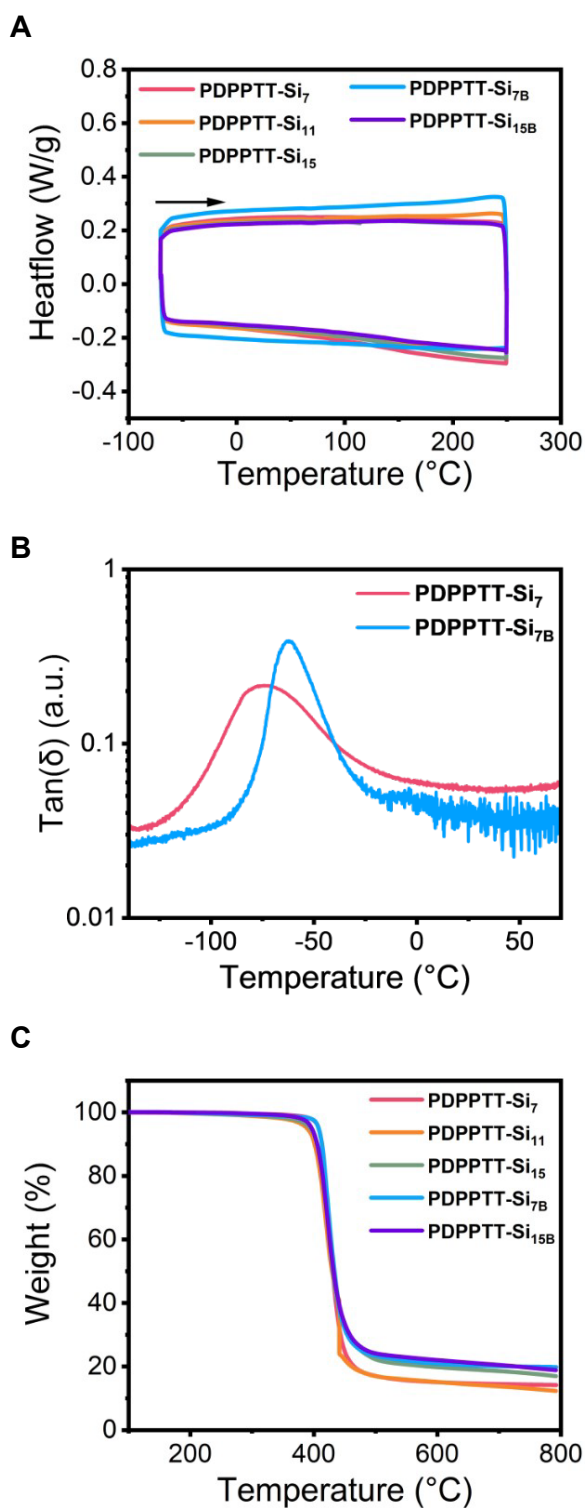 A
0.8
0.6
0.4
0.2
0.0
-0.2
-0.4
Heatflow (W/g)
PDPPTT-Si7
PDPPTT-Si7B
PDPPTT-Si11
PDPPTT-Si15B
PDPPTT-Si15
-100 0 100 200 300
Temperature (°C)
B
1
0.1
0.01
Tan(δ) (a.u.)
PDPPTT-Si7
PDPPTT-Si7B
-100 -50 0 50
Temperature (°C)
C
100
80
60
40
20
0
Weight (%)
PDPPTT-Si7
PDPPTT-Si11
PDPPTT-Si15
PDPPTT-Si7B
PDPPTT-Si15B
200 400 600 800
Temperature (°C)